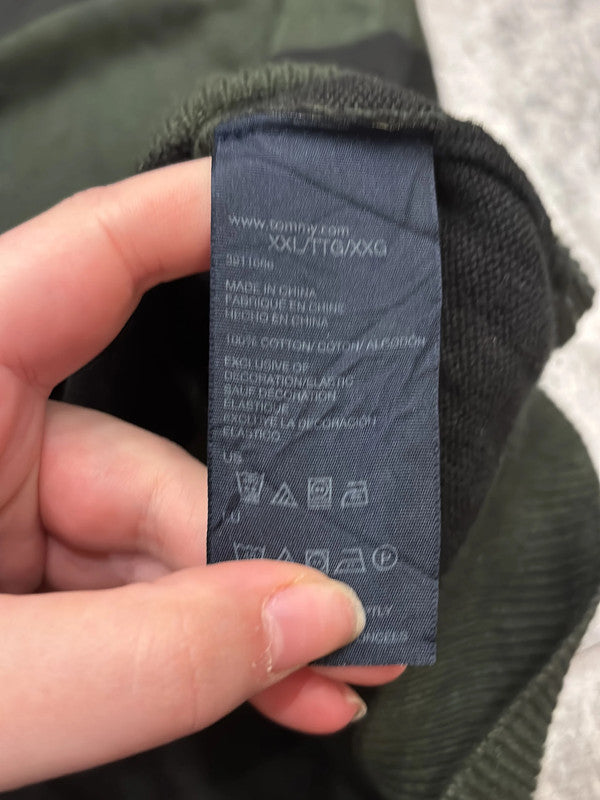 www.tommy.com
XXL/TTG/XXG
MADE IN CHINA
FABRIQUE EN CHINE
HECHO EN CHINA
100% COTTON/COTON/ALGODÓN
EXCLUSIVE OF
DECORATION/ELASTIC
SAUF DECORATION
ELASTIQUE
EXCLUYE LA DECORACIÓN
ELASTICO
US